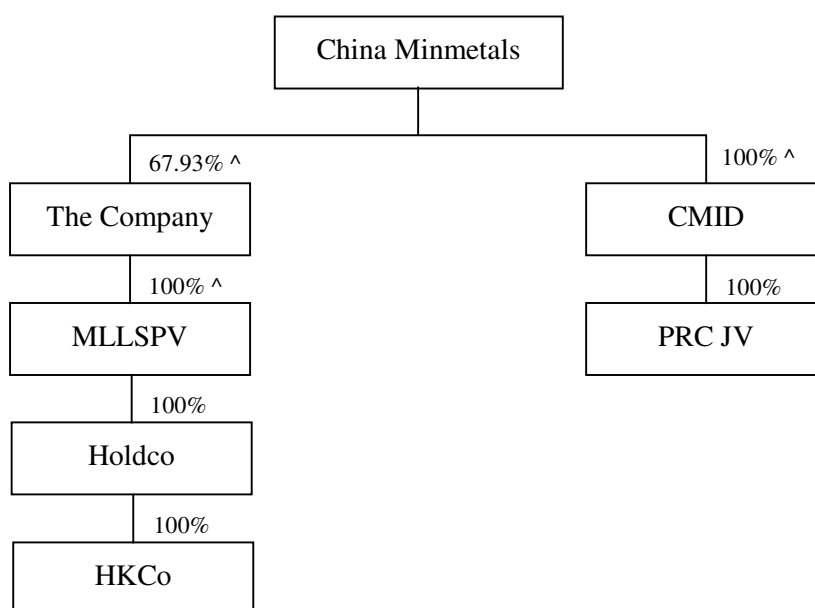 China Minmetals
67.93% ^
100% ^
The Company
CMID
100% ^
100%
MLLSPV
PRC JV
100%
Holdco
100%
HKCo